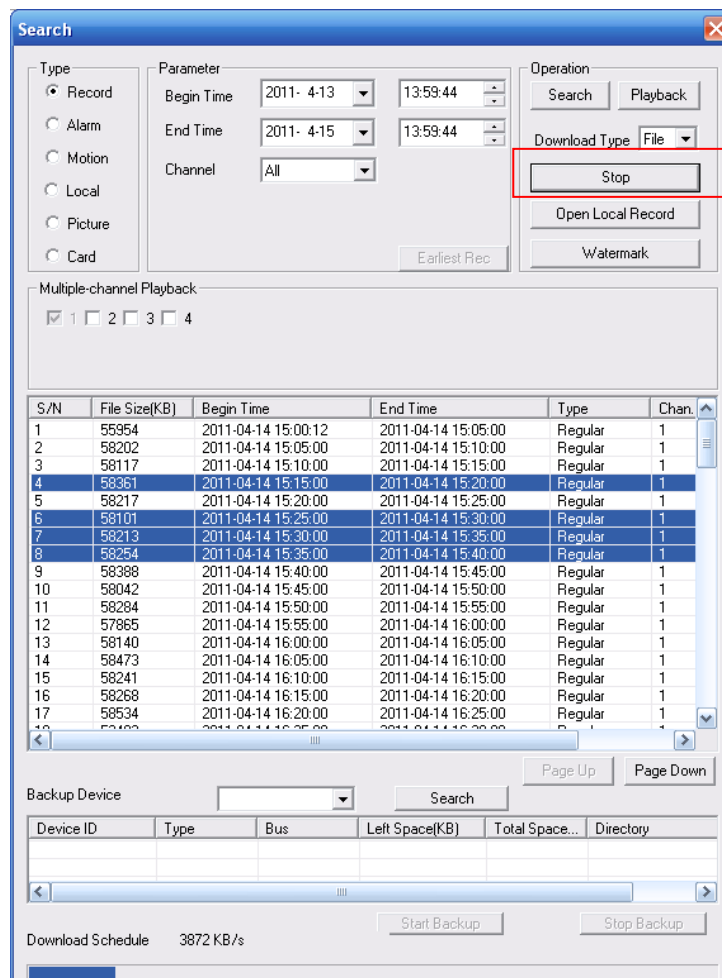 Search
Type Parameter Operation
Record Begin Time 2011- 4-13 13:59:44 Search Playback
Alarm End Time 2011- 4-15 13:59:44 Download Type File
Motion Channel All Stop
Local Open Local Record
Picture Watermark
Card Earliest Rec
Multiple-channel Playback
1 2 3 4
S/N File Size(KB) Begin Time End Time Type Chan.
1 55954 2011-04-14 15:00:12 2011-04-14 15:05:00 Regular 1
2 58202 2011-04-14 15:05:00 2011-04-14 15:10:00 Regular 1
3 58117 2011-04-14 15:10:00 2011-04-14 15:15:00 Regular 1
4 58361 2011-04-14 15:15:00 2011-04-14 15:20:00 Regular 1
5 58217 2011-04-14 15:20:00 2011-04-14 15:25:00 Regular 1
6 58101 2011-04-14 15:25:00 2011-04-14 15:30:00 Regular 1
7 58213 2011-04-14 15:30:00 2011-04-14 15:35:00 Regular 1
8 58254 2011-04-14 15:35:00 2011-04-14 15:40:00 Regular 1
9 58388 2011-04-14 15:40:00 2011-04-14 15:45:00 Regular 1
10 58042 2011-04-14 15:45:00 2011-04-14 15:50:00 Regular 1
11 58284 2011-04-14 15:50:00 2011-04-14 15:55:00 Regular 1
12 57865 2011-04-14 15:55:00 2011-04-14 16:00:00 Regular 1
13 58140 2011-04-14 16:00:00 2011-04-14 16:05:00 Regular 1
14 58473 2011-04-14 16:05:00 2011-04-14 16:10:00 Regular 1
15 58241 2011-04-14 16:10:00 2011-04-14 16:15:00 Regular 1
16 58268 2011-04-14 16:15:00 2011-04-14 16:20:00 Regular 1
17 58534 2011-04-14 16:20:00 2011-04-14 16:25:00 Regular 1
Page Up Page Down
Backup Device Search
Device ID Type Bus Left Space(KB) Total Space... Directory
Start Backup Stop Backup
Download Schedule 3872 KB/s